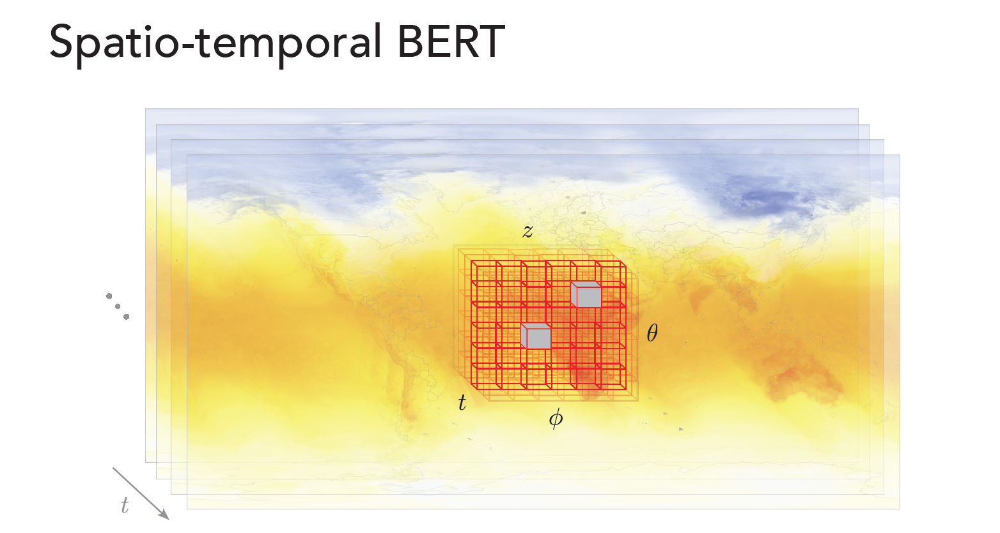 Spatio-temporal BERT
z
θ
t
ϕ
t